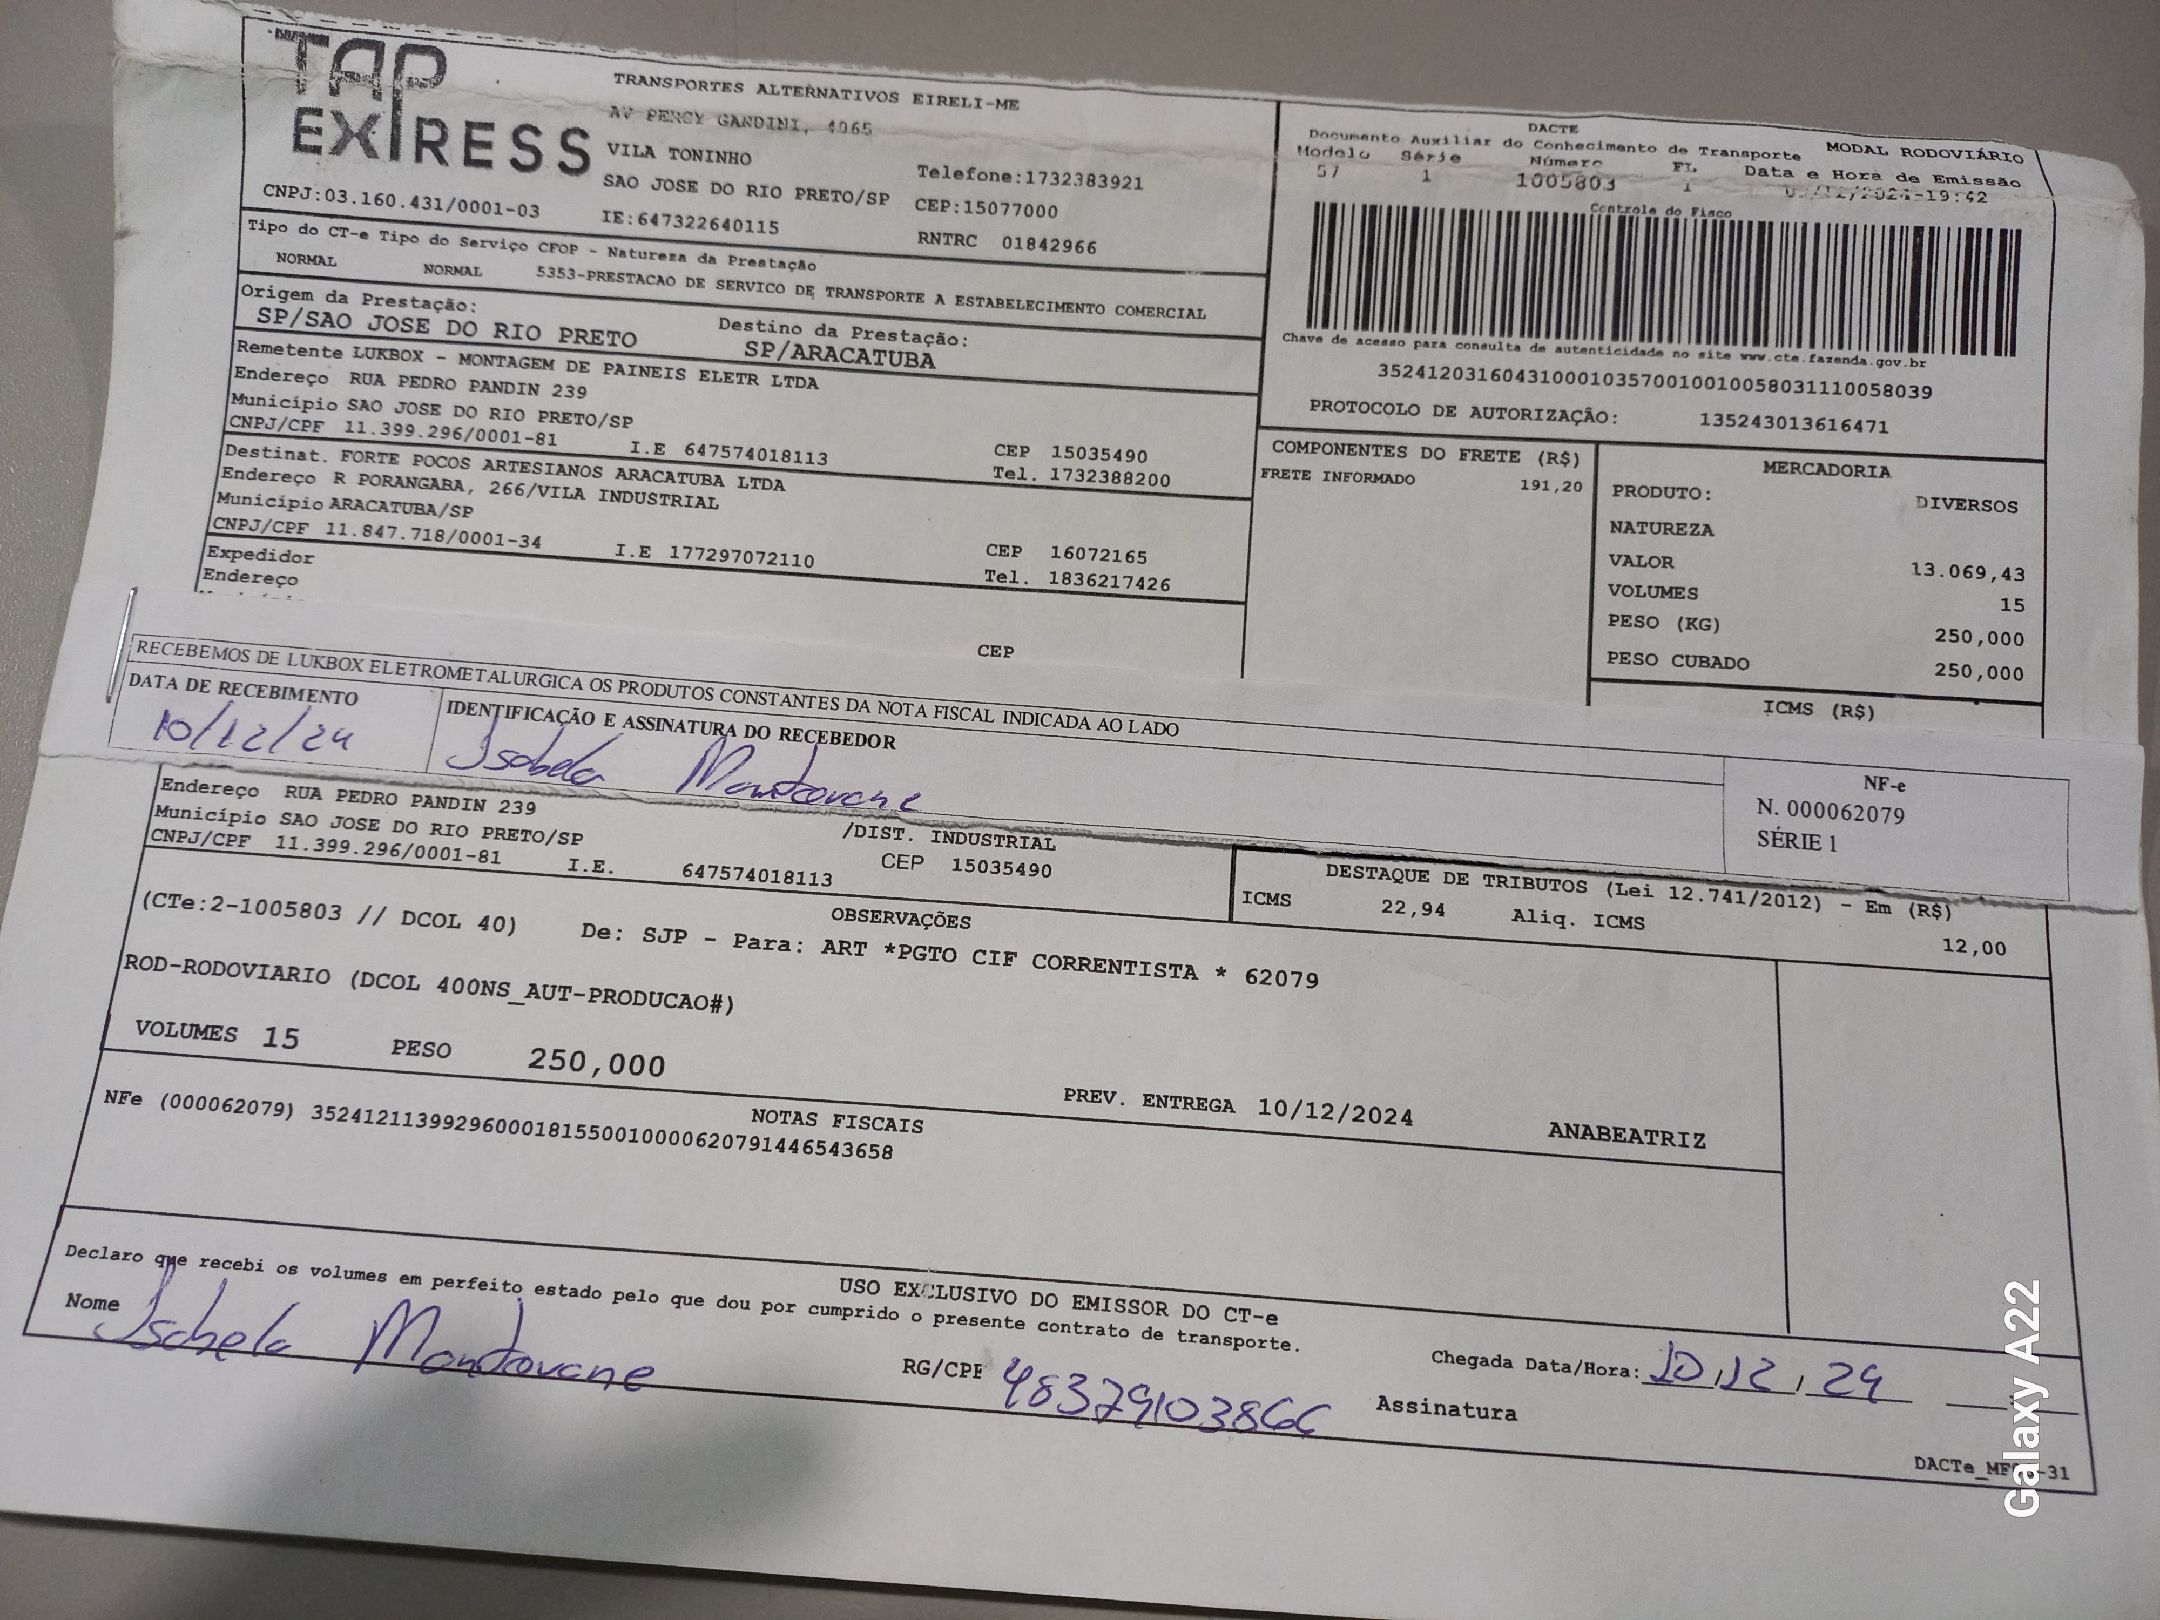 TAP
EXPRESS
TRANSPORTES ALTERNATIVOS EIRELI-ME
AV PERCY GANDINI, 4065
VILA TONINHO
SAO JOSE DO RIO PRETO/SP
Telefone:1732383921
CEP:15077000
CNPJ:03.160.431/0001-03
IE:647322640115
RNTRC 01842966
DACTE
Documento Auxiliar do Conhecimento de Transporte MODAL RODOVIÁRIO
Modelo Série Número FL Data e Hora de Emissão
57 1 1005803 1 /2024-19:42
Controle do Fisco
Chave de acesso para consulta de autenticidade no site www.cte.fazenda.gov.br
35241203160431000103570010010058031110058039
PROTOCOLO DE AUTORIZAÇÃO: 135243013616471
Tipo do CT-e Tipo do Serviço CFOP - Natureza da Prestação
NORMAL NORMAL 5353-PRESTACAO DE SERVICO DE TRANSPORTE A ESTABELECIMENTO COMERCIAL
Origem da Prestação: Destino da Prestação:
SP/SAO JOSE DO RIO PRETO SP/ARACATUBA
Remetente LUKBOX - MONTAGEM DE PAINEIS ELETR LTDA
Endereço RUA PEDRO PANDIN 239
Município SAO JOSE DO RIO PRETO/SP CEP 15035490
CNPJ/CPF 11.399.296/0001-81 I.E 647574018113 Tel. 1732388200
Destinat. FORTE POCOS ARTESIANOS ARACATUBA LTDA
Endereço R PORANGABA, 266/VILA INDUSTRIAL
Município ARACATUBA/SP CEP 16072165
CNPJ/CPF 11.847.718/0001-34 I.E 177297072110 Tel. 1836217426
Expedidor
Endereço
CEP
COMPONENTES DO FRETE (R$)
FRETE INFORMADO 191,20
MERCADORIA
PRODUTO: DIVERSOS
NATUREZA
VALOR 13.069,43
VOLUMES 15
PESO (KG) 250,000
PESO CUBADO 250,000
ICMS (R$)
RECEBEMOS DE LUKBOX ELETROMETALURGICA OS PRODUTOS CONSTANTES DA NOTA FISCAL INDICADA AO LADO
DATA DE RECEBIMENTO IDENTIFICAÇÃO E ASSINATURA DO RECEBEDOR
10/12/24 Isabela Mantovane
NF-e
N. 000062079
SÉRIE 1
Endereço RUA PEDRO PANDIN 239 /DIST. INDUSTRIAL
Município SAO JOSE DO RIO PRETO/SP CEP 15035490
CNPJ/CPF 11.399.296/0001-81 I.E. 647574018113
DESTAQUE DE TRIBUTOS (Lei 12.741/2012) - Em (R$)
ICMS 22,94 Aliq. ICMS 12,00
OBSERVAÇÕES
(CTe:2-1005803 // DCOL 40) De: SJP - Para: ART *PGTO CIF CORRENTISTA * 62079
ROD-RODOVIARIO (DCOL 400NS_AUT-PRODUCAO#)
VOLUMES 15 PESO 250,000 PREV. ENTREGA 10/12/2024 ANABEATRIZ
NOTAS FISCAIS
NFe (000062079) 35241211399296000181550010000620791446543658
USO EXCLUSIVO DO EMISSOR DO CT-e
Declaro que recebi os volumes em perfeito estado pelo que dou por cumprido o presente contrato de transporte.
Nome Isabela Mantovane RG/CPF 48379103866 Assinatura
Chegada Data/Hora: 10,12,24
Galaxy A22